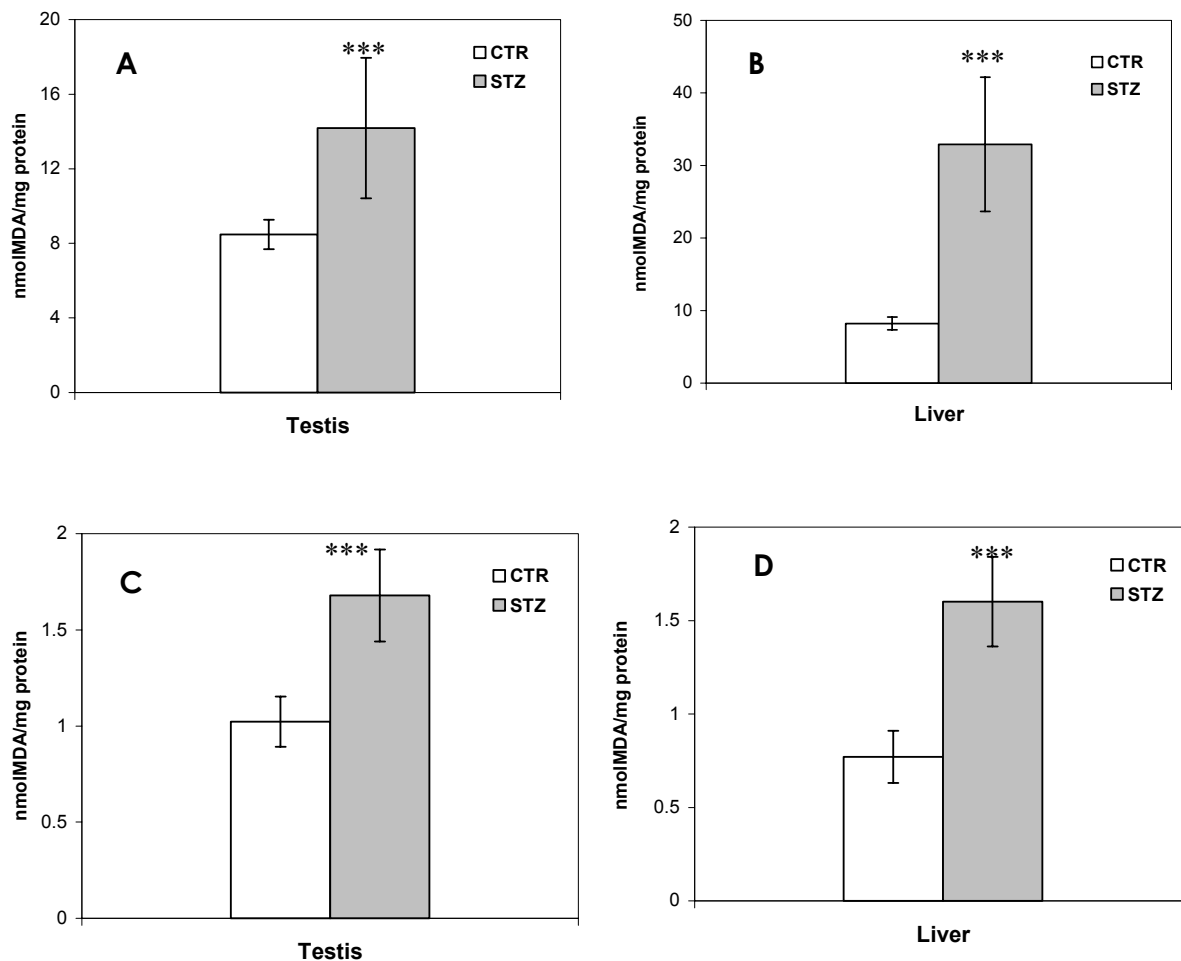 A
nmolMDA/mg protein
20
16
12
8
4
0
***
CTR
STZ
Testis
B
nmolMDA/mg protein
50
40
30
20
10
0
***
CTR
STZ
Liver
C
nmolMDA/mg protein
2
1.5
1
0.5
0
***
CTR
STZ
Testis
D
nmolMDA/mg protein
2
1.5
1
0.5
0
***
CTR
STZ
Liver